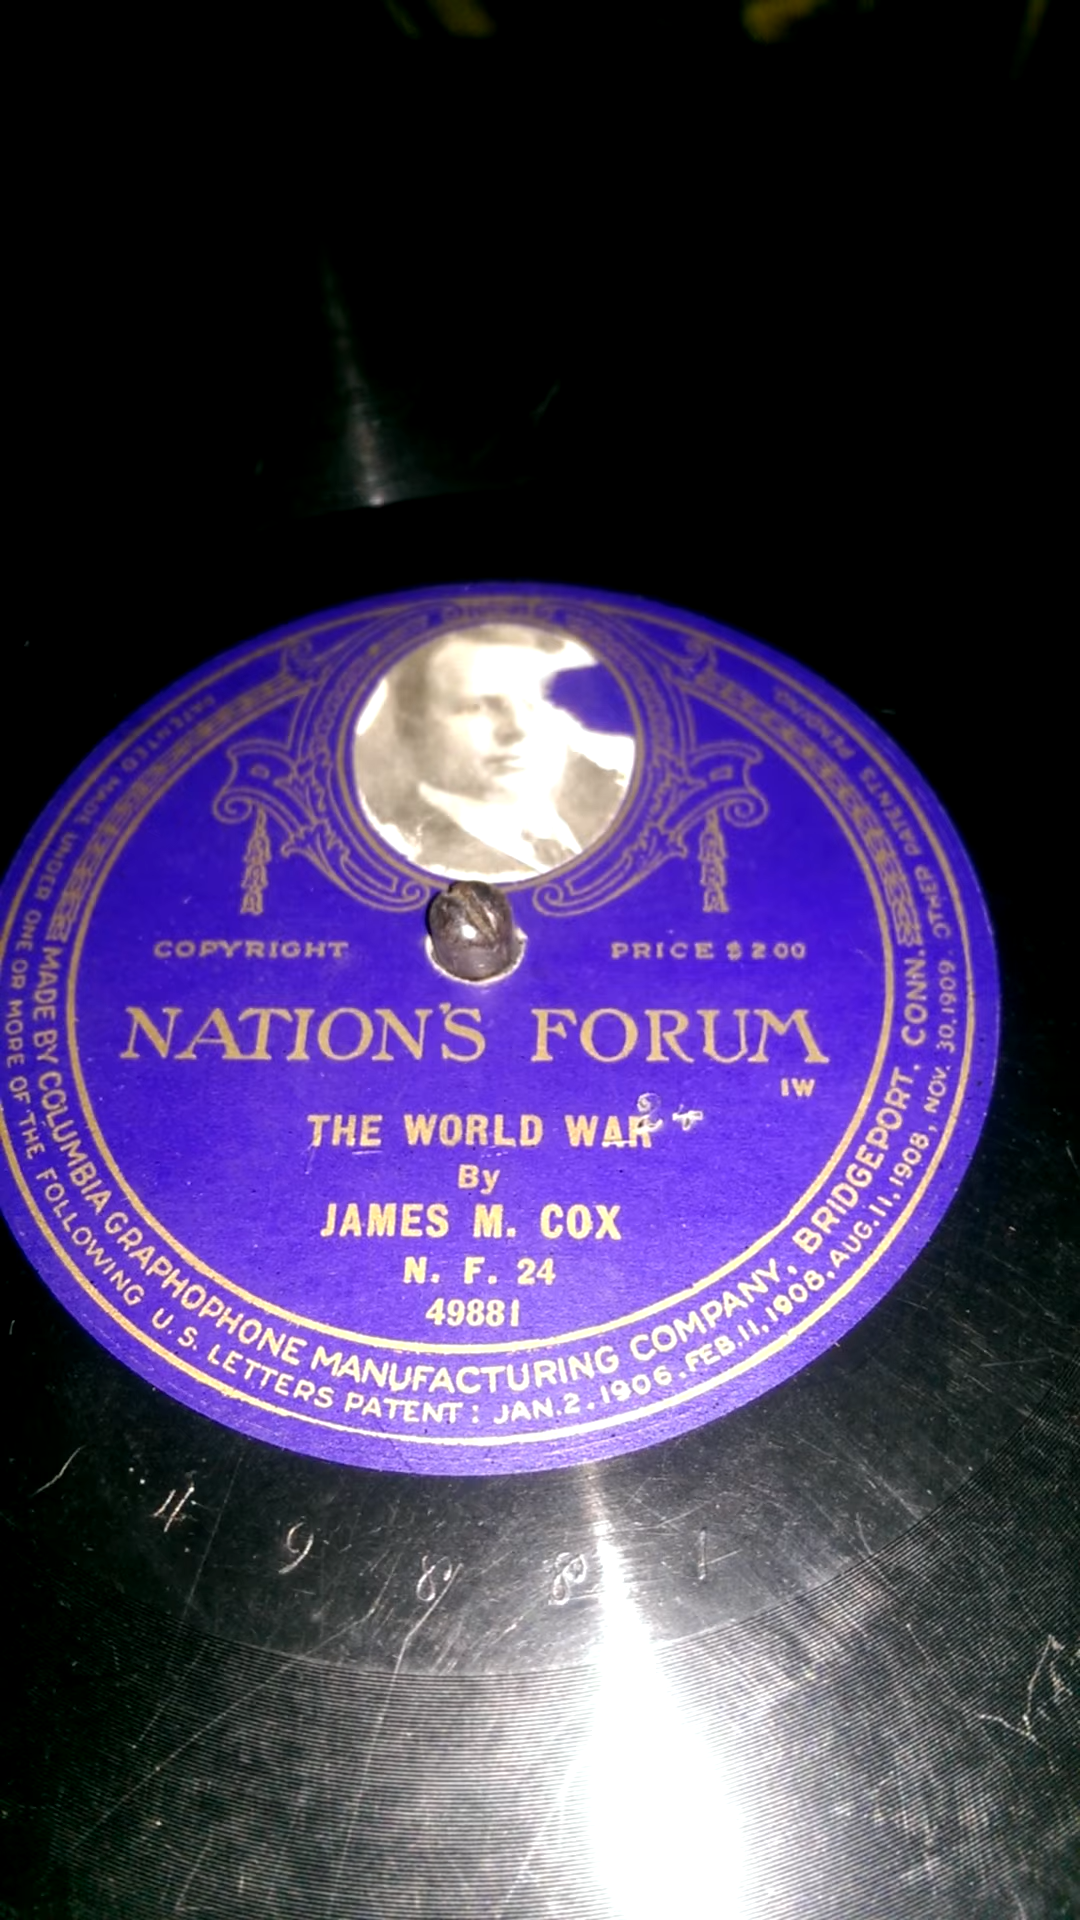 COPYRIGHT
PRICE $2.00
NATION'S FORUM
IW
THE WORLD WAR
By
JAMES M. COX
N. F. 24
49881
MADE BY COLUMBIA GRAPHOPHONE MANUFACTURING COMPANY, BRIDGEPORT, CONN.
PATENTED MADE UNDER ONE OR MORE OF THE FOLLOWING U.S. LETTERS PATENT: JAN.2.1906, FEB.11,1908, AUG.11,1908, NOV. 30,1909. OTHER PATENTS PENDING.
49881